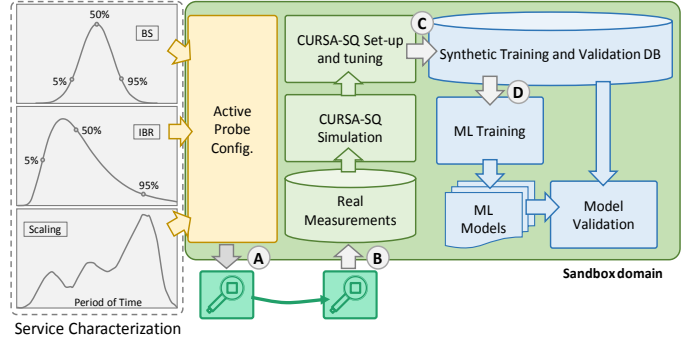 BS
50%
5%
95%
IBR
50%
5%
95%
Scaling
Period of Time
Service Characterization
Active
Probe
Config.
A
CURSA-SQ Set-up
and tuning
CURSA-SQ
Simulation
Real
Measurements
B
C
Synthetic Training and Validation DB
D
ML Training
ML
Models
Model
Validation
Sandbox domain